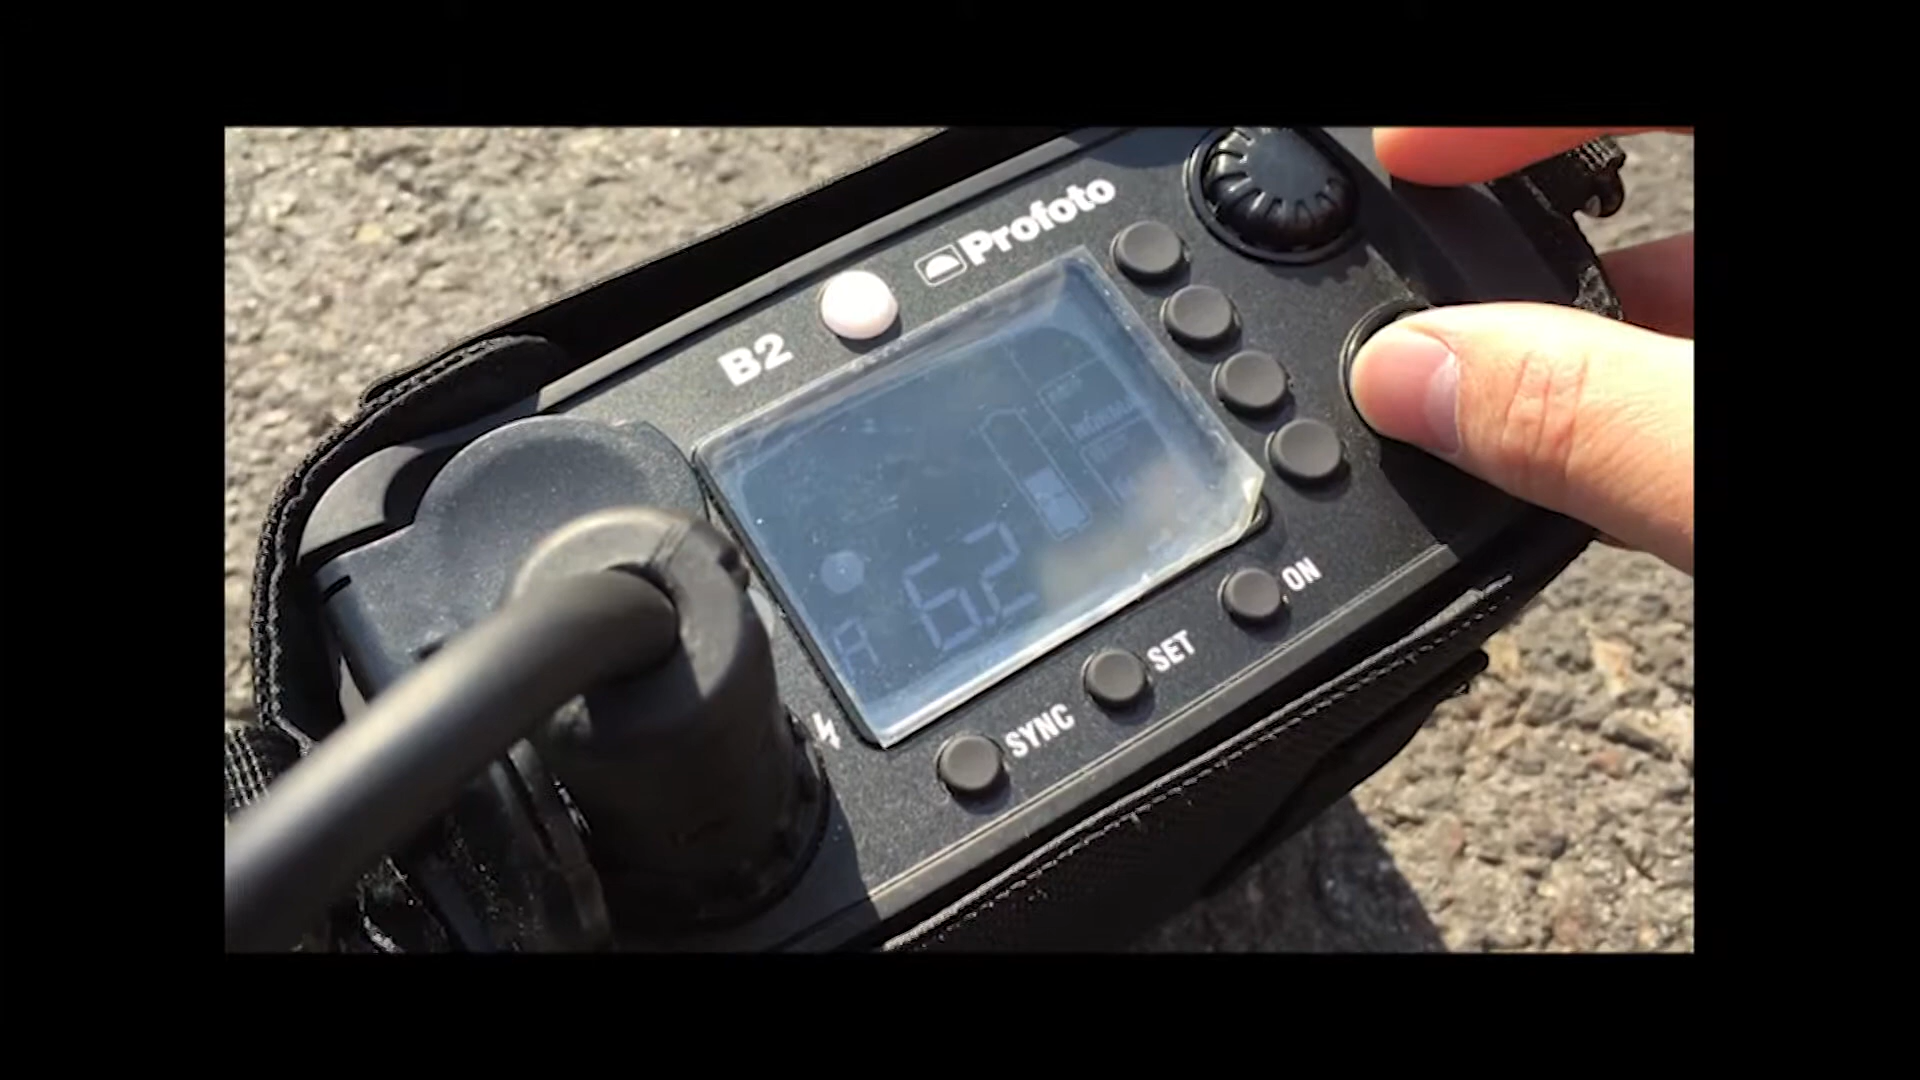 Profoto
B2
A 6.2
ON
SET
SYNC